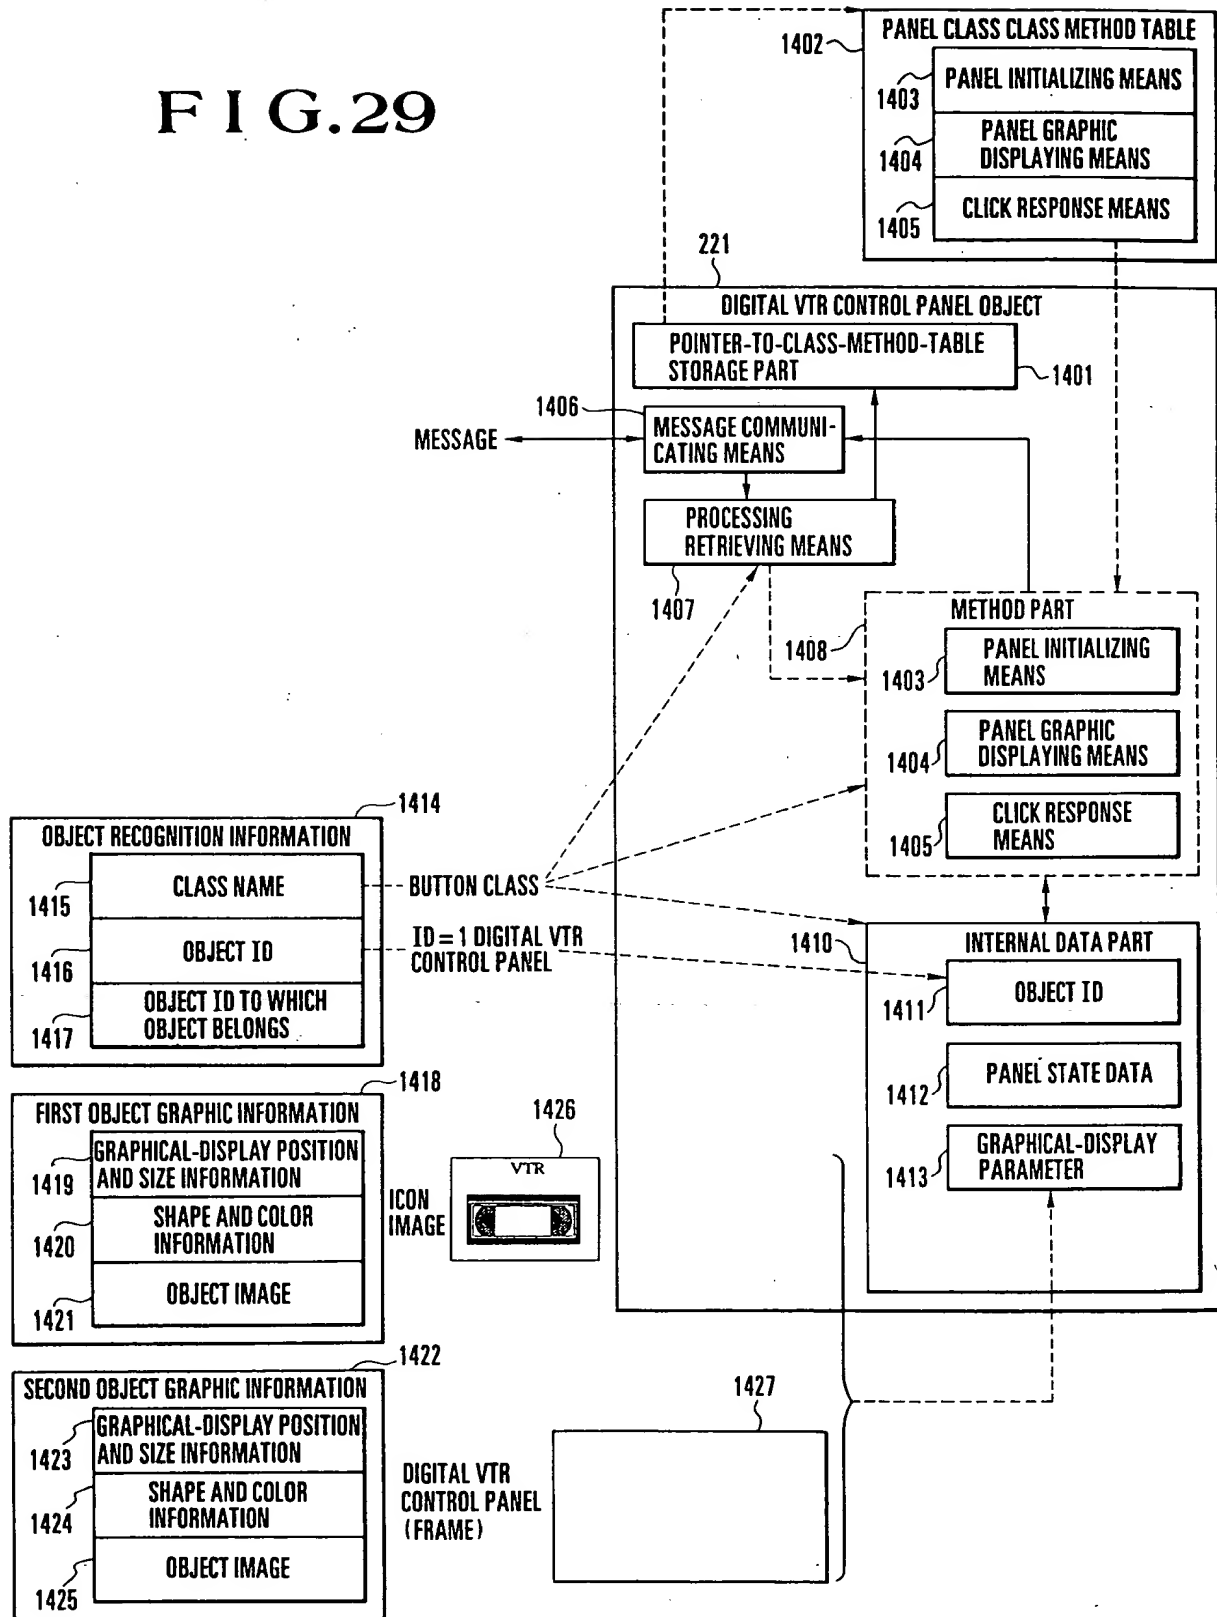 FIG.29
1402
PANEL CLASS CLASS METHOD TABLE
1403
PANEL INITIALIZING MEANS
1404
PANEL GRAPHIC
DISPLAYING MEANS
1405
CLICK RESPONSE MEANS
221
DIGITAL VTR CONTROL PANEL OBJECT
POINTER-TO-CLASS-METHOD-TABLE
STORAGE PART
1401
1406
MESSAGE
MESSAGE COMMUNI-
CATING MEANS
PROCESSING
RETRIEVING MEANS
1407
1408
METHOD PART
1403
PANEL INITIALIZING
MEANS
1404
PANEL GRAPHIC
DISPLAYING MEANS
1405
CLICK RESPONSE
MEANS
1414
OBJECT RECOGNITION INFORMATION
1415
CLASS NAME
BUTTON CLASS
1416
OBJECT ID
ID=1 DIGITAL VTR
CONTROL PANEL
1417
OBJECT ID TO WHICH
OBJECT BELONGS
1410
INTERNAL DATA PART
1411
OBJECT ID
1412
PANEL STATE DATA
1413
GRAPHICAL-DISPLAY
PARAMETER
1418
FIRST OBJECT GRAPHIC INFORMATION
1419
GRAPHICAL-DISPLAY POSITION
AND SIZE INFORMATION
1420
SHAPE AND COLOR
INFORMATION
1421
OBJECT IMAGE
ICON
IMAGE
1426
VTR
1422
SECOND OBJECT GRAPHIC INFORMATION
1423
GRAPHICAL-DISPLAY POSITION
AND SIZE INFORMATION
1424
SHAPE AND COLOR
INFORMATION
1425
OBJECT IMAGE
DIGITAL VTR
CONTROL PANEL
(FRAME)
1427